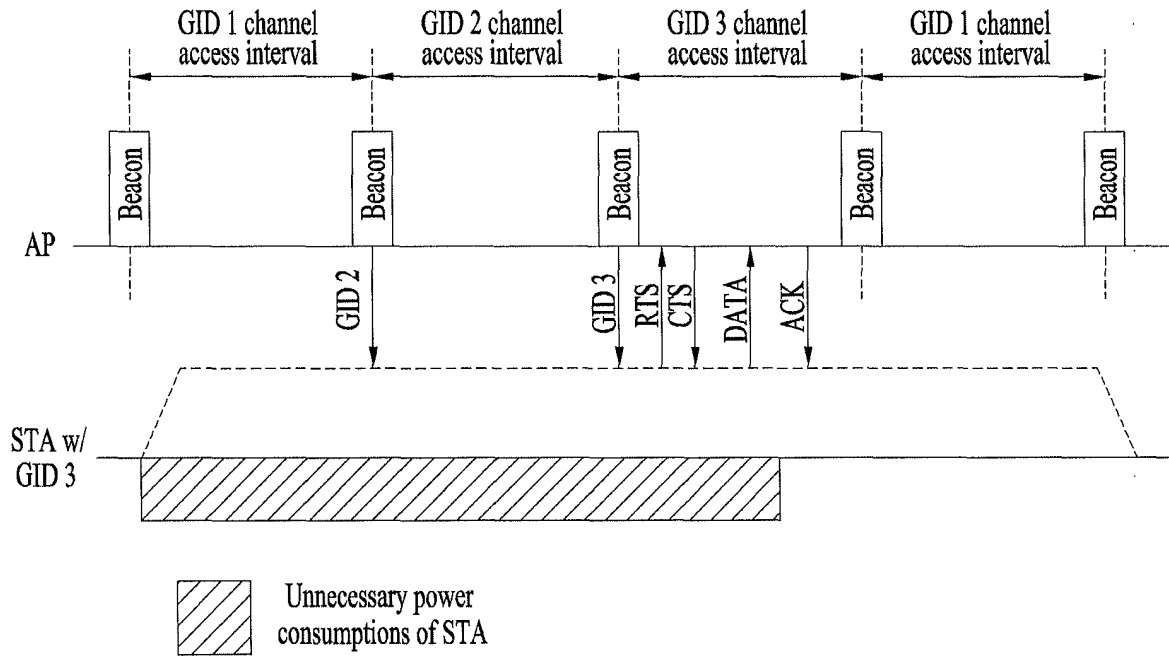 GID 1 channel
access interval
GID 2 channel
access interval
GID 3 channel
access interval
GID 1 channel
access interval
Beacon
Beacon
Beacon
Beacon
Beacon
AP
GID 2
GID 3
RTS
CTS
DATA
ACK
STA w/
GID 3
Unnecessary power
consumptions of STA